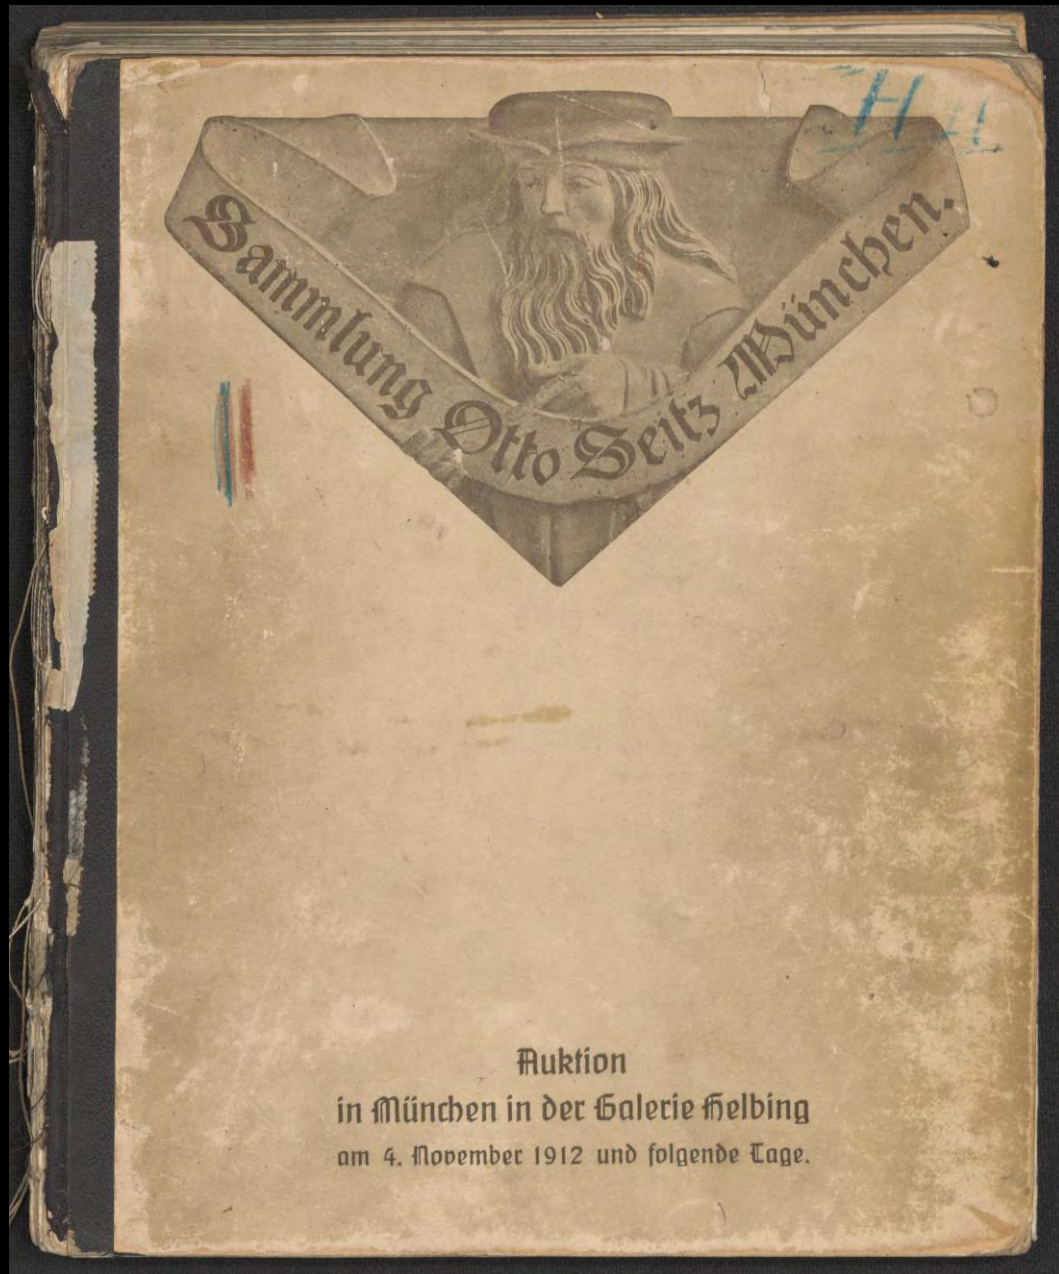 Sammlung Otto Seitz München.
Auktion
in München in der Galerie Helbing
am 4. November 1912 und folgende Tage.